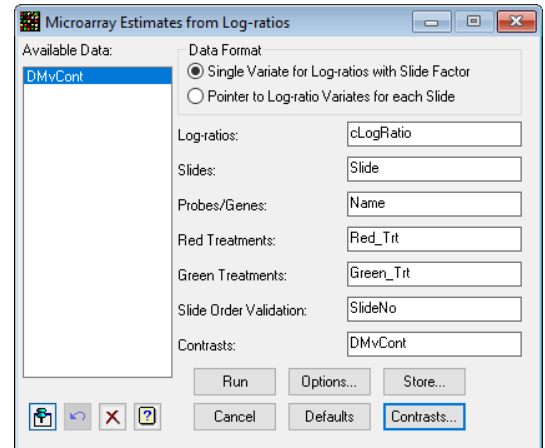 Microarray Estimates from Log-ratios
Available Data:
DMvCont
Data Format
Single Variate for Log-ratios with Slide Factor
Pointer to Log-ratio Variates for each Slide
Log-ratios: cLogRatio
Slides: Slide
Probes/Genes: Name
Red Treatments: Red_Trt
Green Treatments: Green_Trt
Slide Order Validation: SlideNo
Contrasts: DMvCont
Run Options... Store...
Cancel Defaults Contrasts...